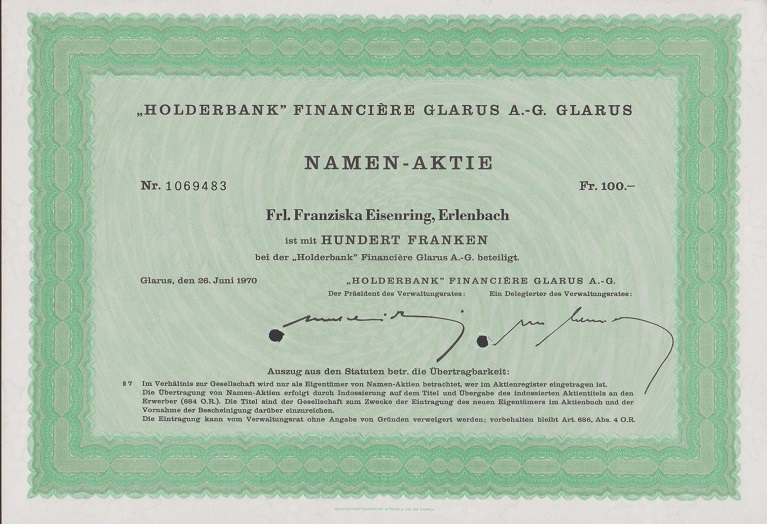 „HOLDERBANK” FINANCIÈRE GLARUS A.-G. GLARUS
NAMEN-AKTIE
Nr. 1069483 Fr. 100.–
Frl. Franziska Eisenring, Erlenbach
ist mit HUNDERT FRANKEN
bei der „Holderbank” Financière Glarus A.-G. beteiligt.
Glarus, den 26. Juni 1970 „HOLDERBANK” FINANCIÈRE GLARUS A.-G.
Der Präsident des Verwaltungsrates: Ein Delegierter des Verwaltungsrates:
Auszug aus den Statuten betr. die Übertragbarkeit:
§ 7 Im Verhältnis zur Gesellschaft wird nur als Eigentümer von Namen-Aktien betrachtet, wer im Aktienregister eingetragen ist.
Die Übertragung von Namen-Aktien erfolgt durch Indossierung auf dem Titel und Übergabe des indossierten Aktientitels an den
Erwerber (684 O.R.). Die Titel sind der Gesellschaft zum Zwecke der Eintragung des neuen Eigentümers im Aktienbuch und der
Vornahme der Bescheinigung darüber einzureichen.
Die Eintragung kann vom Verwaltungsrat ohne Angabe von Gründen verweigert werden; vorbehalten bleibt Art. 686, Abs. 4 O.R.